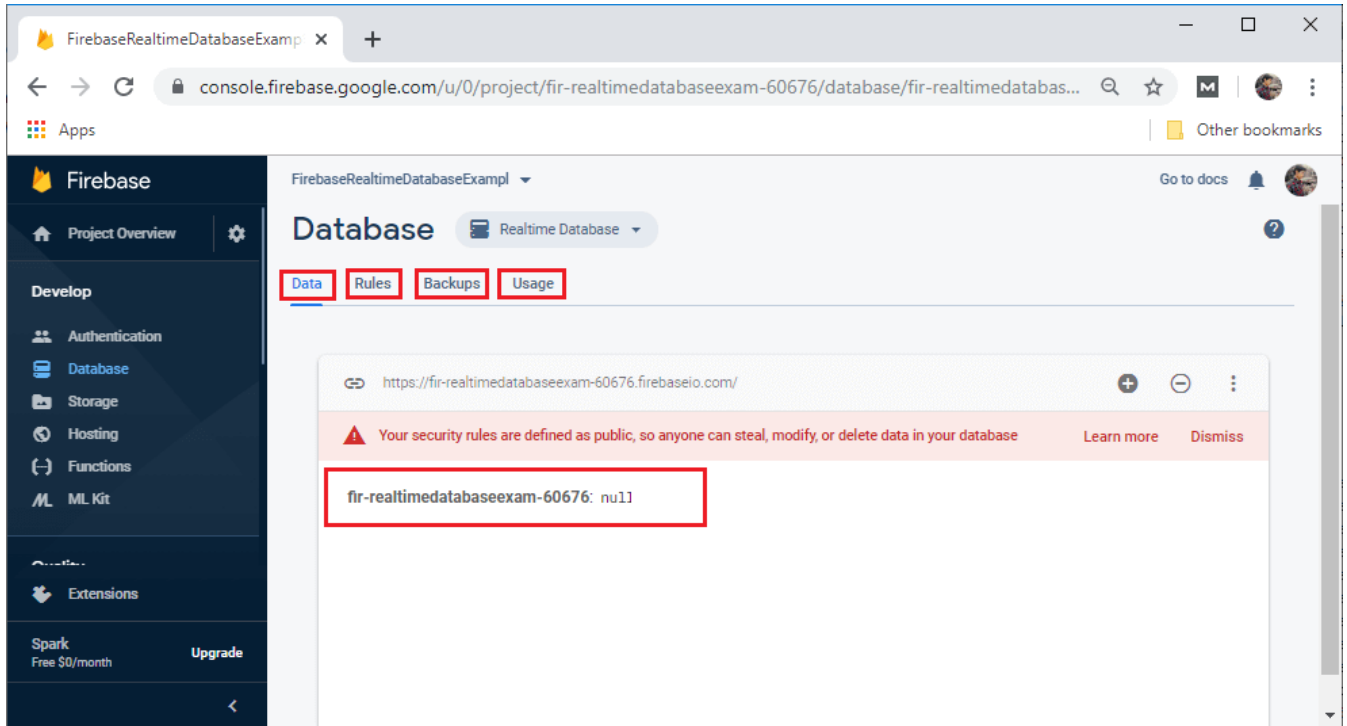 FirebaseRealtimeDatabaseExamp
console.firebase.google.com/u/0/project/fir-realtimedatabaseexam-60676/database/fir-realtimedatabas...
M
Apps
Other bookmarks
Firebase
FirebaseRealtimeDatabaseExampl
Go to docs
Project Overview
Database
Realtime Database
?
Develop
Data
Rules
Backups
Usage
Authentication
Database
Storage
Hosting
Functions
ML
ML Kit
https://fir-realtimedatabaseexam-60676.firebaseio.com/
Your security rules are defined as public, so anyone can steal, modify, or delete data in your database
Learn more
Dismiss
fir-realtimedatabaseexam-60676: null
Quality
Extensions
Spark
Free $0/month
Upgrade